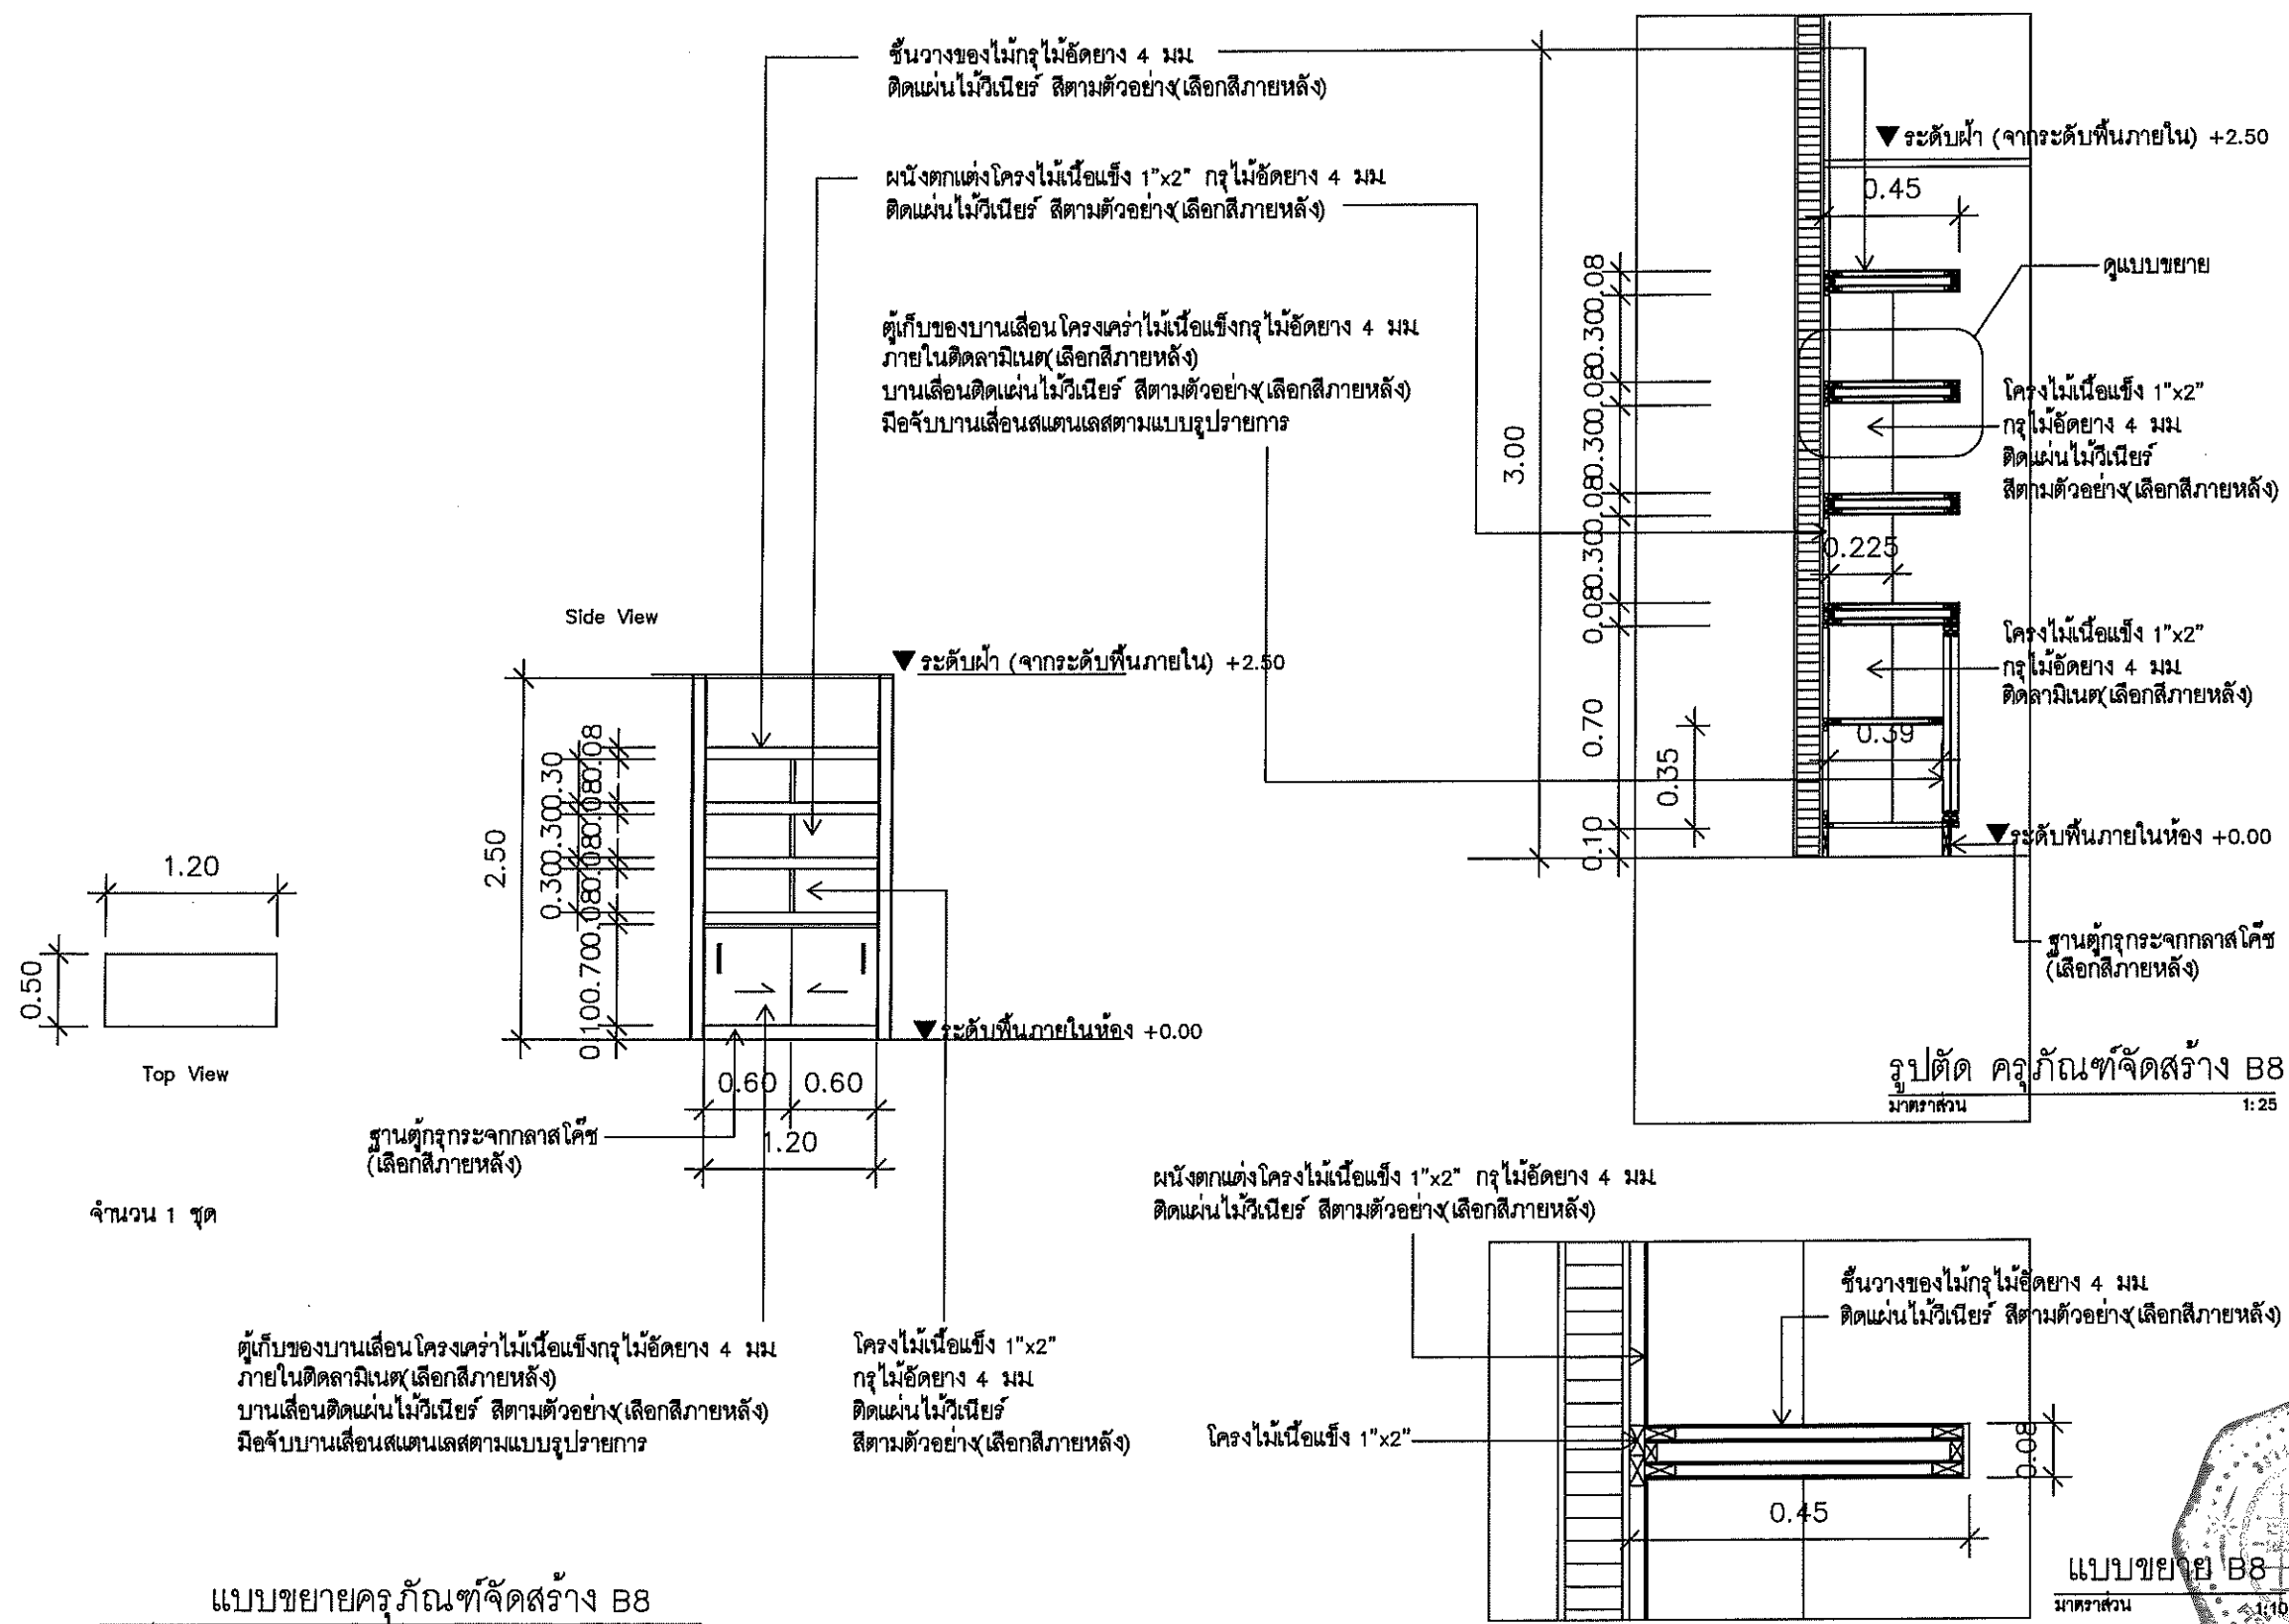 ชั้นวางของไม้กรุไม้อัดยาง 4 มม.
ติดแผ่นไม้วีเนียร์ สีตามตัวอย่าง(เลือกสีภายหลัง)
ผนังตกแต่งโครงไม้เนื้อแข็ง 1"x2" กรุไม้อัดยาง 4 มม.
ติดแผ่นไม้วีเนียร์ สีตามตัวอย่าง(เลือกสีภายหลัง)
ตู้เก็บของบานเลื่อนโครงเคร่าไม้เนื้อแข็งกรุไม้อัดยาง 4 มม.
ภายในติดลามิเนต(เลือกสีภายหลัง)
บานเลื่อนติดแผ่นไม้วีเนียร์ สีตามตัวอย่าง(เลือกสีภายหลัง)
มือจับบานเลื่อนสแตนเลสตามแบบรูปรายการ
ระดับฝ้า (จากระดับพื้นภายใน) +2.50
0.45
ดูแบบขยาย
โครงไม้เนื้อแข็ง 1"x2"
กรุไม้อัดยาง 4 มม.
ติดแผ่นไม้วีเนียร์
สีตามตัวอย่าง(เลือกสีภายหลัง)
3.00
0.08
0.30
0.08
0.30
0.08
0.30
0.08
0.70
0.10
0.35
0.225
โครงไม้เนื้อแข็ง 1"x2"
กรุไม้อัดยาง 4 มม.
ติดลามิเนต(เลือกสีภายหลัง)
0.39
ระดับพื้นภายในห้อง +0.00
ฐานตู้กรุกระจกกลาสโค๊ช
(เลือกสีภายหลัง)
รูปตัด ครุภัณฑ์จัดสร้าง B8
มาตราส่วน 1:25
Side View
ระดับฝ้า (จากระดับพื้นภายใน) +2.50
2.50
0.30
0.30
0.30
0.08
0.08
0.08
0.08
0.70
0.10
ระดับพื้นภายในห้อง +0.00
0.60 0.60
1.20
1.20
0.50
Top View
ฐานตู้กรุกระจกกลาสโค๊ช
(เลือกสีภายหลัง)
จำนวน 1 ชุด
ตู้เก็บของบานเลื่อนโครงเคร่าไม้เนื้อแข็งกรุไม้อัดยาง 4 มม.
ภายในติดลามิเนต(เลือกสีภายหลัง)
บานเลื่อนติดแผ่นไม้วีเนียร์ สีตามตัวอย่าง(เลือกสีภายหลัง)
มือจับบานเลื่อนสแตนเลสตามแบบรูปรายการ
โครงไม้เนื้อแข็ง 1"x2"
กรุไม้อัดยาง 4 มม.
ติดแผ่นไม้วีเนียร์
สีตามตัวอย่าง(เลือกสีภายหลัง)
แบบขยายครุภัณฑ์จัดสร้าง B8
ผนังตกแต่งโครงไม้เนื้อแข็ง 1"x2" กรุไม้อัดยาง 4 มม.
ติดแผ่นไม้วีเนียร์ สีตามตัวอย่าง(เลือกสีภายหลัง)
ชั้นวางของไม้กรุไม้อัดยาง 4 มม.
ติดแผ่นไม้วีเนียร์ สีตามตัวอย่าง(เลือกสีภายหลัง)
โครงไม้เนื้อแข็ง 1"x2"
0.08
0.45
แบบขยาย B8
มาตราส่วน 1:10